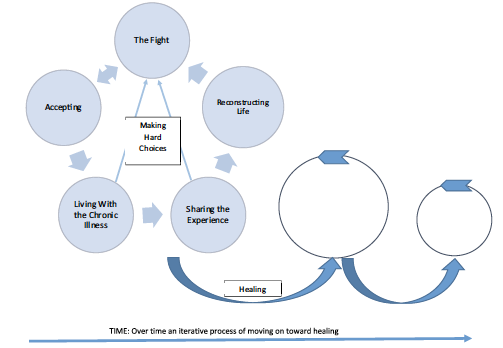 The Fight
Accepting
Reconstructing
Life
Making
Hard
Choices
Living With
the Chronic
Illness
Sharing the
Experience
Healing
TIME: Over time an iterative process of moving on toward healing